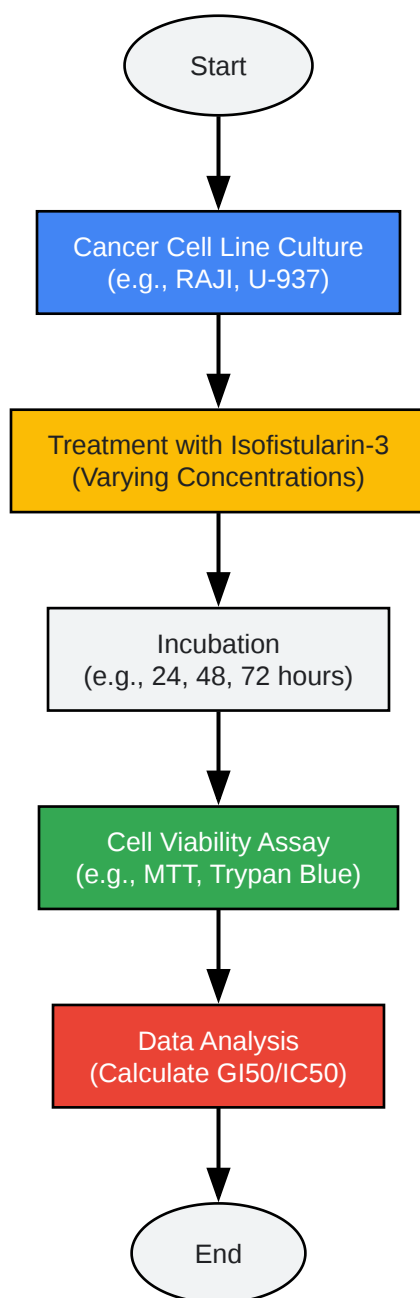 Start
Cancer Cell Line Culture
(e.g., RAJI, U-937)
Treatment with Isofistularin-3
(Varying Concentrations)
Incubation
(e.g., 24, 48, 72 hours)
Cell Viability Assay
(e.g., MTT, Trypan Blue)
Data Analysis
(Calculate GI50/IC50)
End